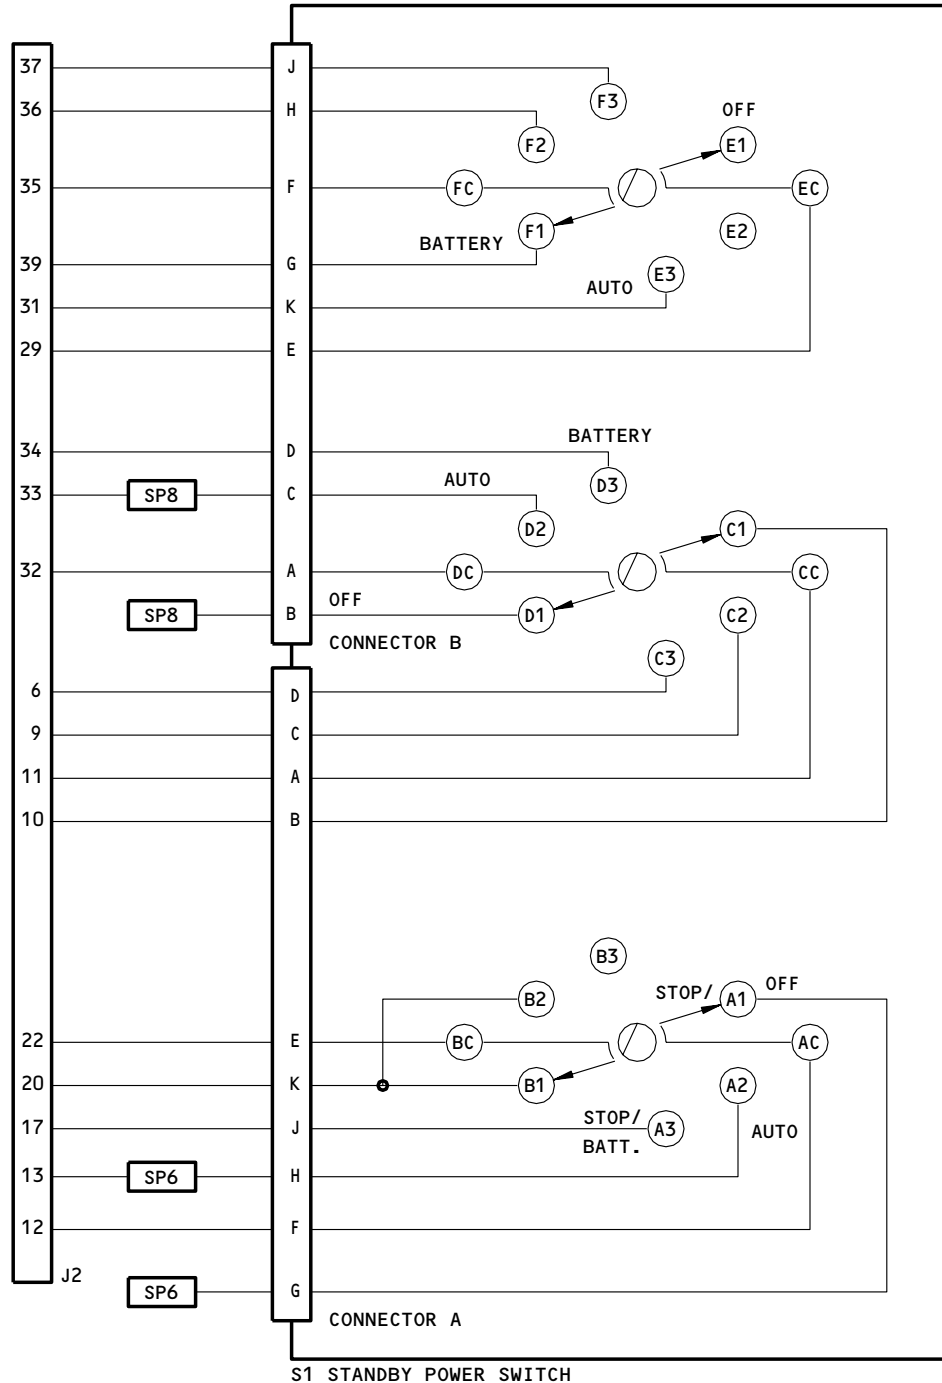 37 J
F3
36 H OFF
F2 E1
35 F FC EC
F1 E2
BATTERY
39 G
E3
AUTO
31 K
29 E
BATTERY
34 D
AUTO D3
33 SP8 C
D2 C1
32 A DC CC
OFF
SP8 B D1 C2
CONNECTOR B
C3
6 D
9 C
11 A
10 B
B3
STOP/ OFF
B2 A1
22 E BC AC
20 K B1 A2
STOP/
17 J A3 AUTO
BATT.
13 SP6 H
12 F
J2
SP6 G
CONNECTOR A
S1 STANDBY POWER SWITCH